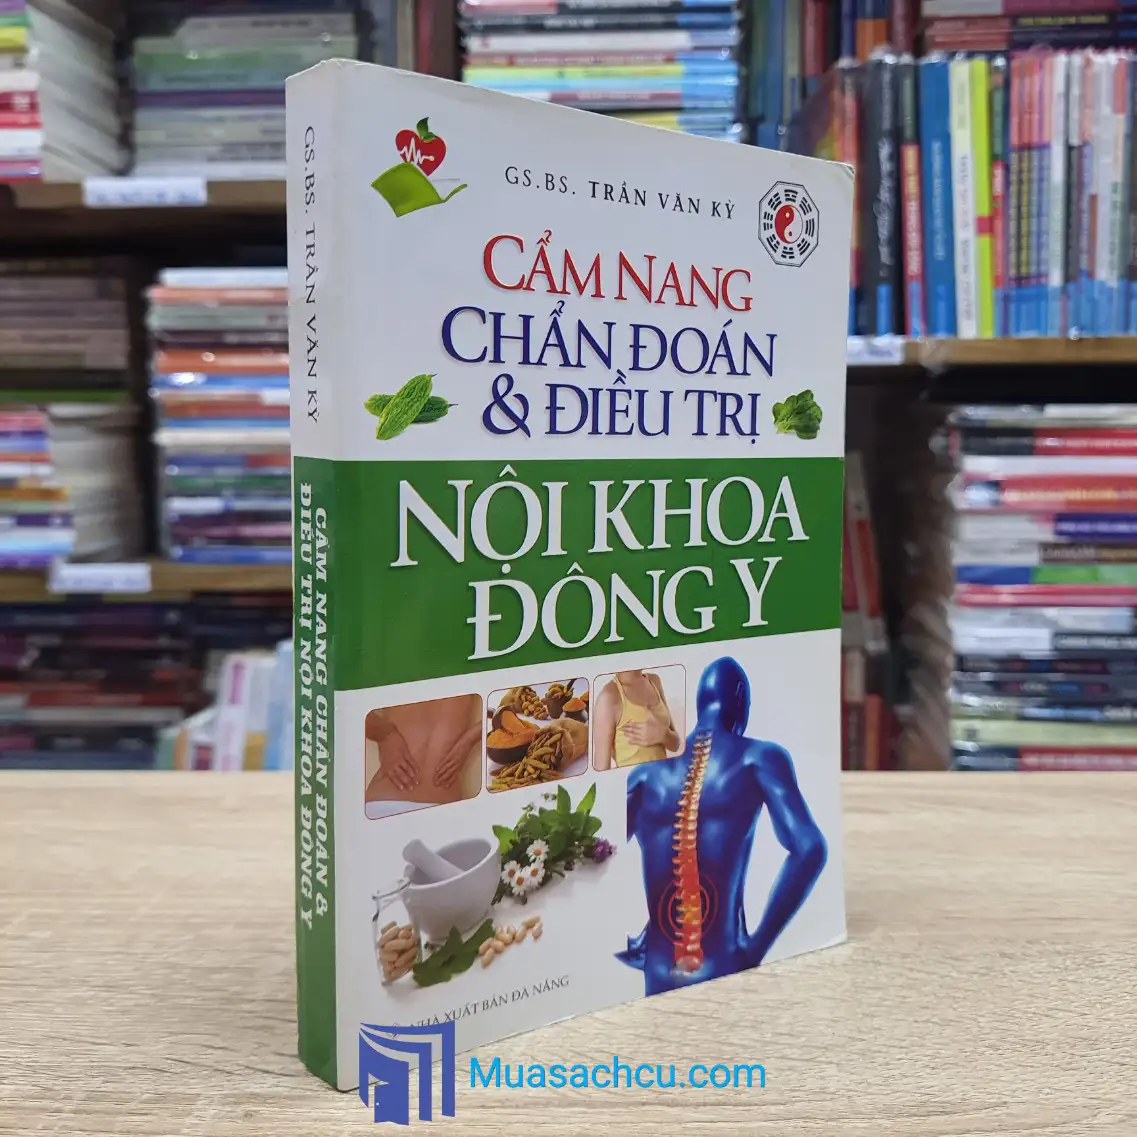 GS.BS. TRẦN VĂN KỲ
CẨM NANG
CHẨN ĐOÁN
& ĐIỀU TRỊ
NỘI KHOA
ĐÔNG Y
NHÀ XUẤT BẢN ĐÀ NẴNG
GS.BS. TRẦN VĂN KỲ
CẨM NANG CHẨN ĐOÁN &
ĐIỀU TRỊ NỘI KHOA ĐÔNG Y
Muasachcu.com